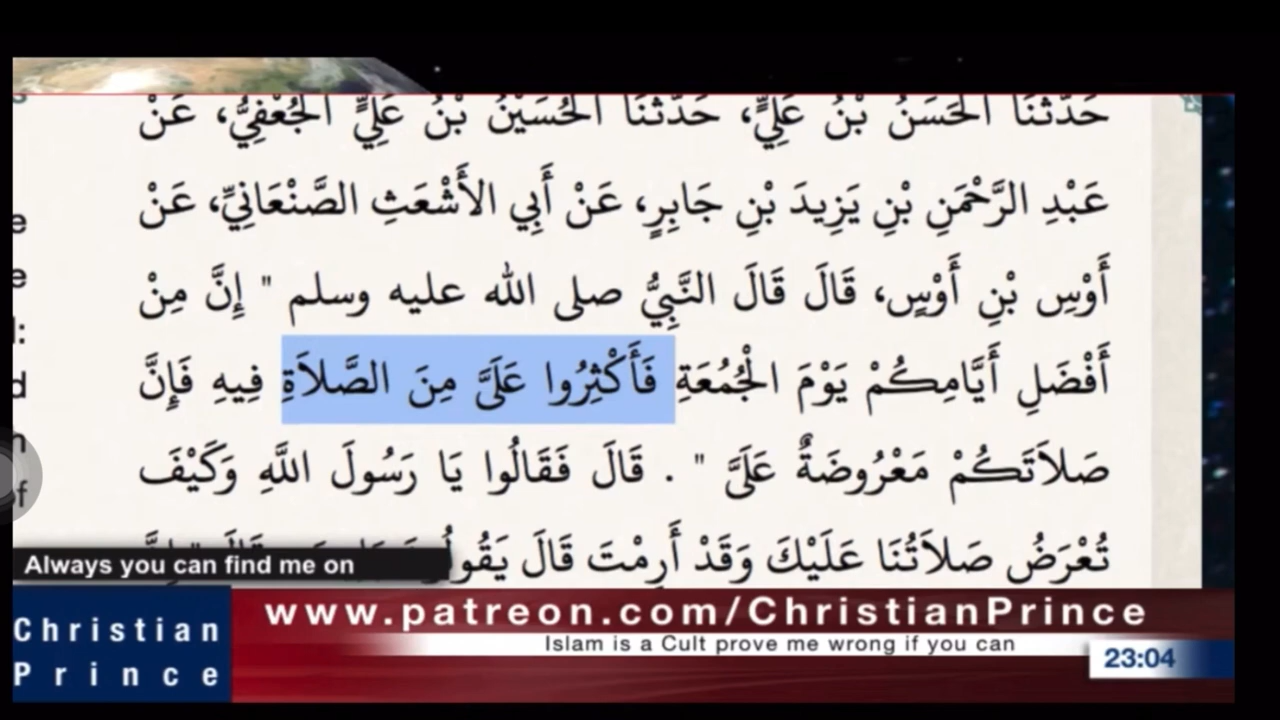 حَدَّثَنَا الْحَسَنُ بْنُ عَلِيٍّ، حَدَّثَنَا الْحُسَيْنُ بْنُ عَلِيٍّ الْجُعْفِيُّ، عَنْ
عَبْدِ الرَّحْمَنِ بْنِ يَزِيدَ بْنِ جَابِرٍ، عَنْ أَبِي الأَشْعَثِ الصَّنْعَانِيِّ، عَنْ
أَوْسِ بْنِ أَوْسٍ، قَالَ قَالَ النَّبِيُّ صلى الله عليه وسلم " إِنَّ مِنْ
أَفْضَلِ أَيَّامِكُمْ يَوْمَ الْجُمُعَةِ فَأَكْثِرُوا عَلَىَّ مِنَ الصَّلاَةِ فِيهِ فَإِنَّ
صَلاَتَكُمْ مَعْرُوضَةٌ عَلَىَّ " . قَالَ فَقَالُوا يَا رَسُولَ اللَّهِ وَكَيْفَ
تُعْرَضُ صَلاَتُنَا عَلَيْكَ وَقَدْ أَرِمْتَ قَالَ
Always you can find me on
www.patreon.com/ChristianPrince
Christian
Prince
Islam is a Cult prove me wrong if you can
23:04